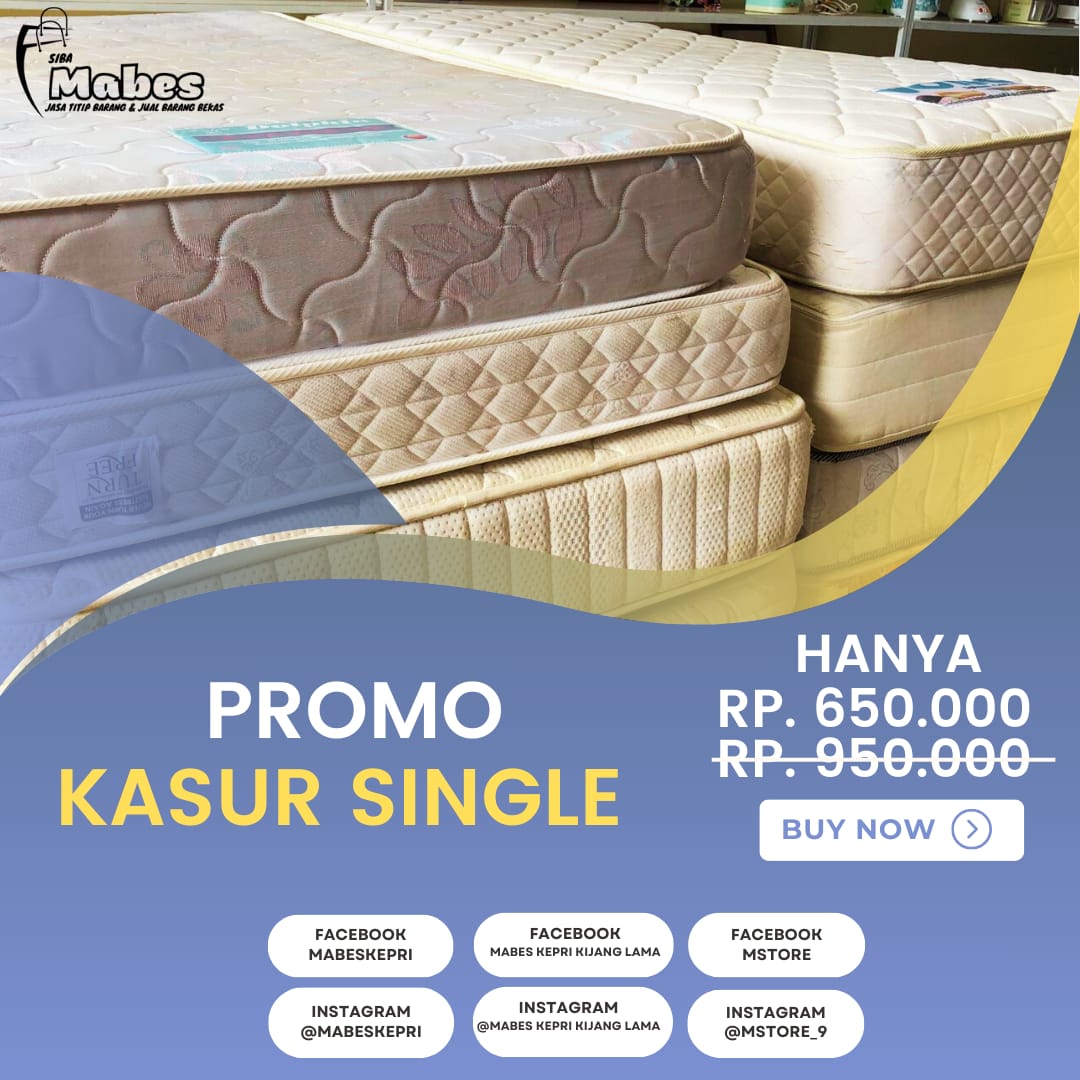 SIBA
Mabes
JASA TITIP BARANG & JUAL BARANG BEKAS
Dolphin
TURN
FREE
HANYA
RP. 650.000
RP. 950.000
PROMO
KASUR SINGLE
BUY NOW
FACEBOOK
MABESKEPRI
FACEBOOK
MABES KEPRI KIJANG LAMA
FACEBOOK
MSTORE
INSTAGRAM
@MABESKEPRI
INSTAGRAM
@MABES KEPRI KIJANG LAMA
INSTAGRAM
@MSTORE_9